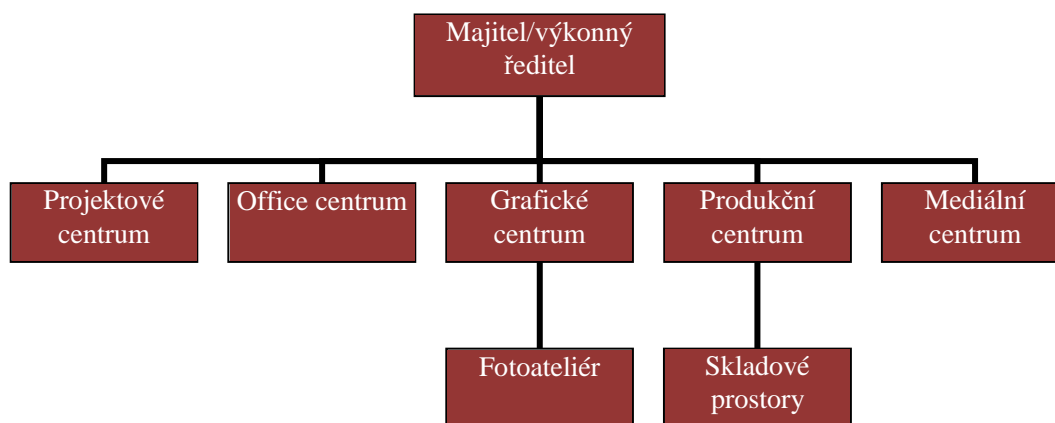 Majitel/výkonný
ředitel
Projektové
centrum
Office centrum
Grafické
centrum
Produkční
centrum
Mediální
centrum
Fotoateliér
Skladové
prostory